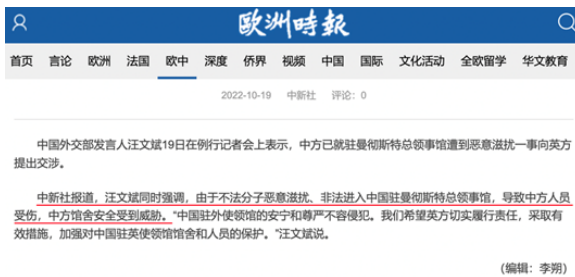 歐洲時報
首页 言论 欧洲 法国 欧中 深度 侨界 视频 中国 国际 文化活动 全欧留学 华文教育
2022-10-19 中新社 评论：0
中国外交部发言人汪文斌19日在例行记者会上表示，中方已就驻曼彻斯特总领事馆遭到恶意滋扰一事向英方
提出交涉。
中新社报道，汪文斌同时强调，由于不法分子恶意滋扰、非法进入中国驻曼彻斯特总领事馆，导致中方人员
受伤，中方馆舍安全受到威胁。“中国驻外使领馆的安宁和尊严不容侵犯。我们希望英方切实履行责任，采取有
效措施，加强对中国驻英使领馆馆舍和人员的保护。”汪文斌说。
（编辑：李朔）